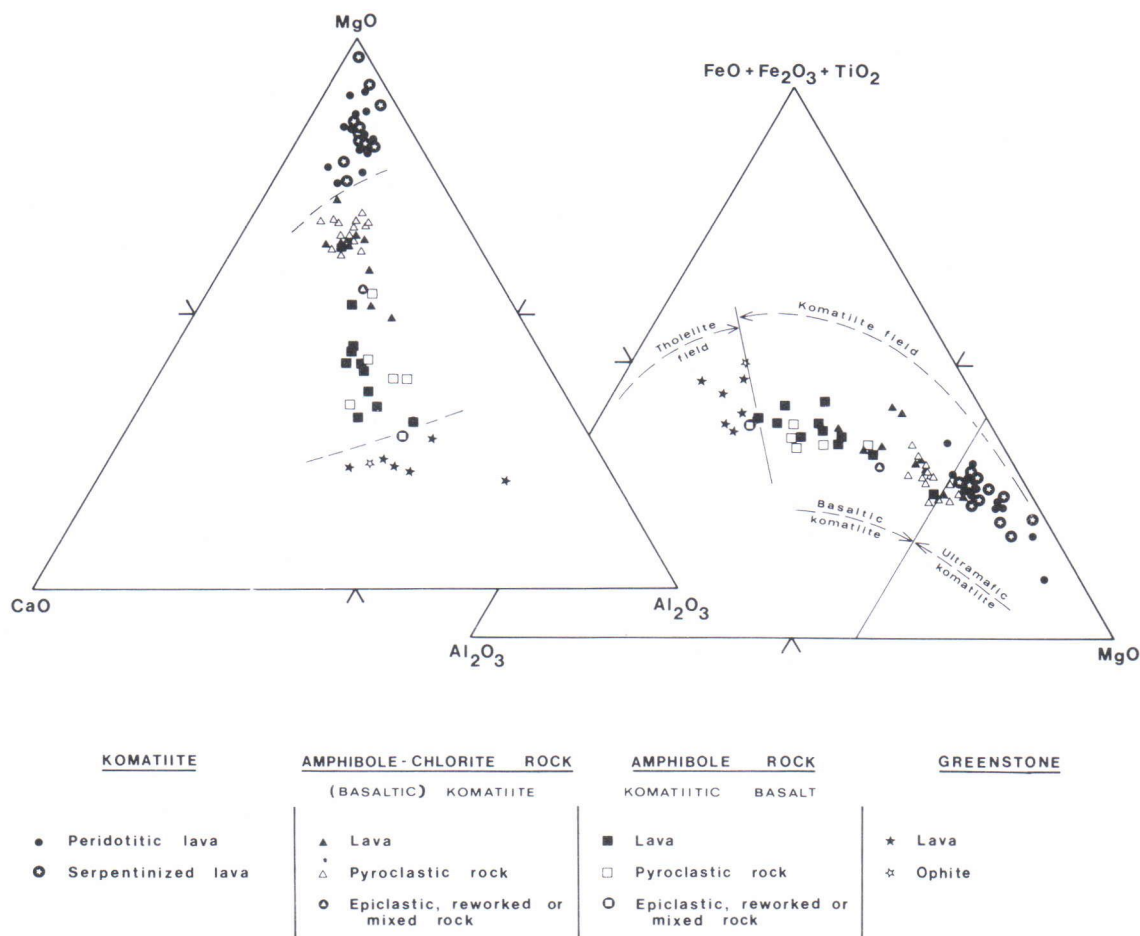 MgO
CaO
Al2O3
FeO + Fe2O3 + TiO2
Tholeiite
field
Komatiite field
Basaltic
komatiite
Ultramafic
komatiite
Al2O3
MgO
KOMATIITE
Peridotitic lava
Serpentinized lava
AMPHIBOLE-CHLORITE ROCK
(BASALTIC) KOMATIITE
Lava
Pyroclastic rock
Epiclastic, reworked or
mixed rock
AMPHIBOLE ROCK
KOMATIITIC BASALT
Lava
Pyroclastic rock
Epiclastic, reworked or
mixed rock
GREENSTONE
Lava
Ophite